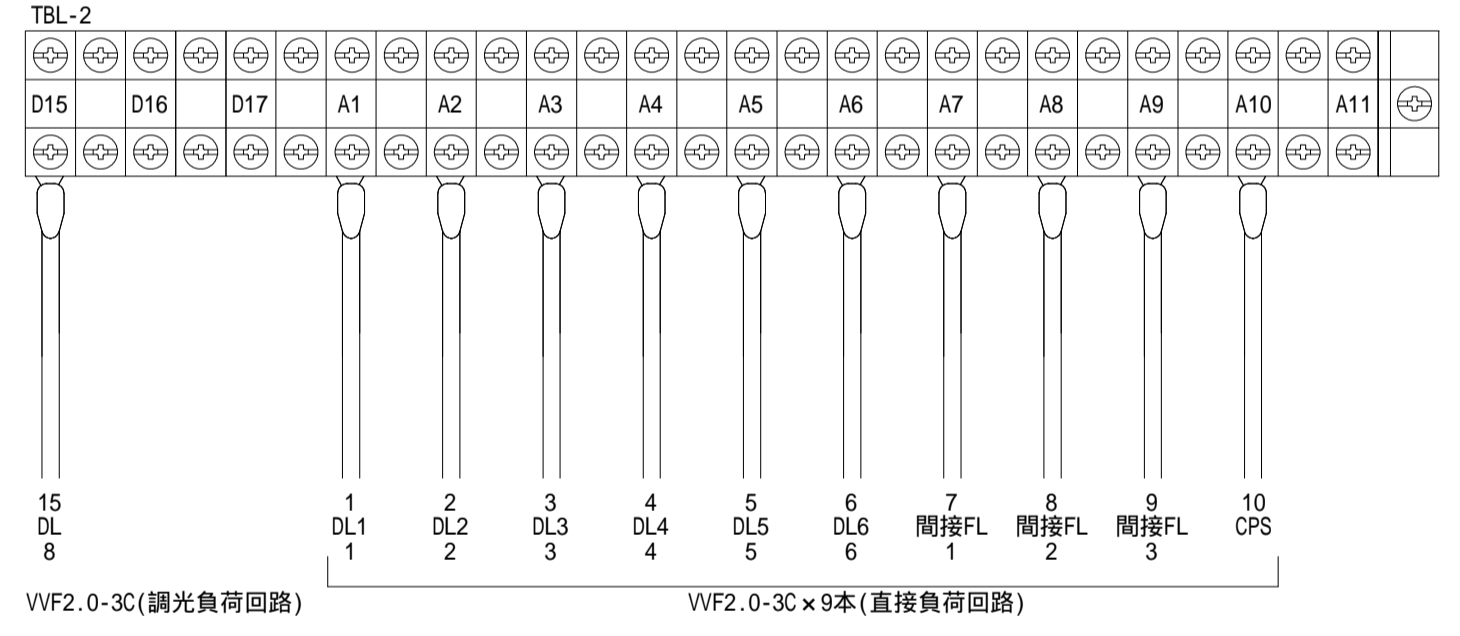 TBL-2
D15 D16 D17 A1 A2 A3 A4 A5 A6 A7 A8 A9 A10 A11
15 1 2 3 4 5 6 7 8 9 10
DL DL1 DL2 DL3 DL4 DL5 DL6 間接FL 間接FL 間接FL CPS
8 1 2 3 4 5 6 1 2 3
VVF2.0-3C(調光負荷回路) VVF2.0-3C×9本(直接負荷回路)